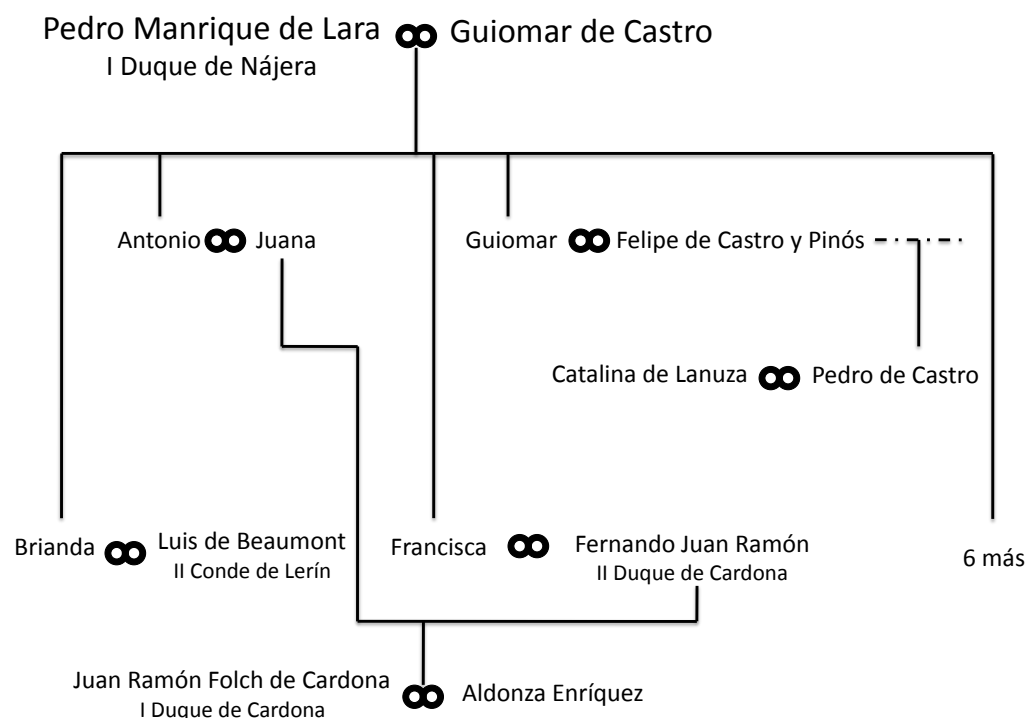 Pedro Manrique de Lara Guiomar de Castro
I Duque de Nájera
Antonio Juana Guiomar Felipe de Castro y Pinós
Catalina de Lanuza Pedro de Castro
Brianda Luis de Beaumont
II Conde de Lerín
Francisca Fernando Juan Ramón
II Duque de Cardona
6 más
Juan Ramón Folch de Cardona Aldonza Enríquez
I Duque de Cardona